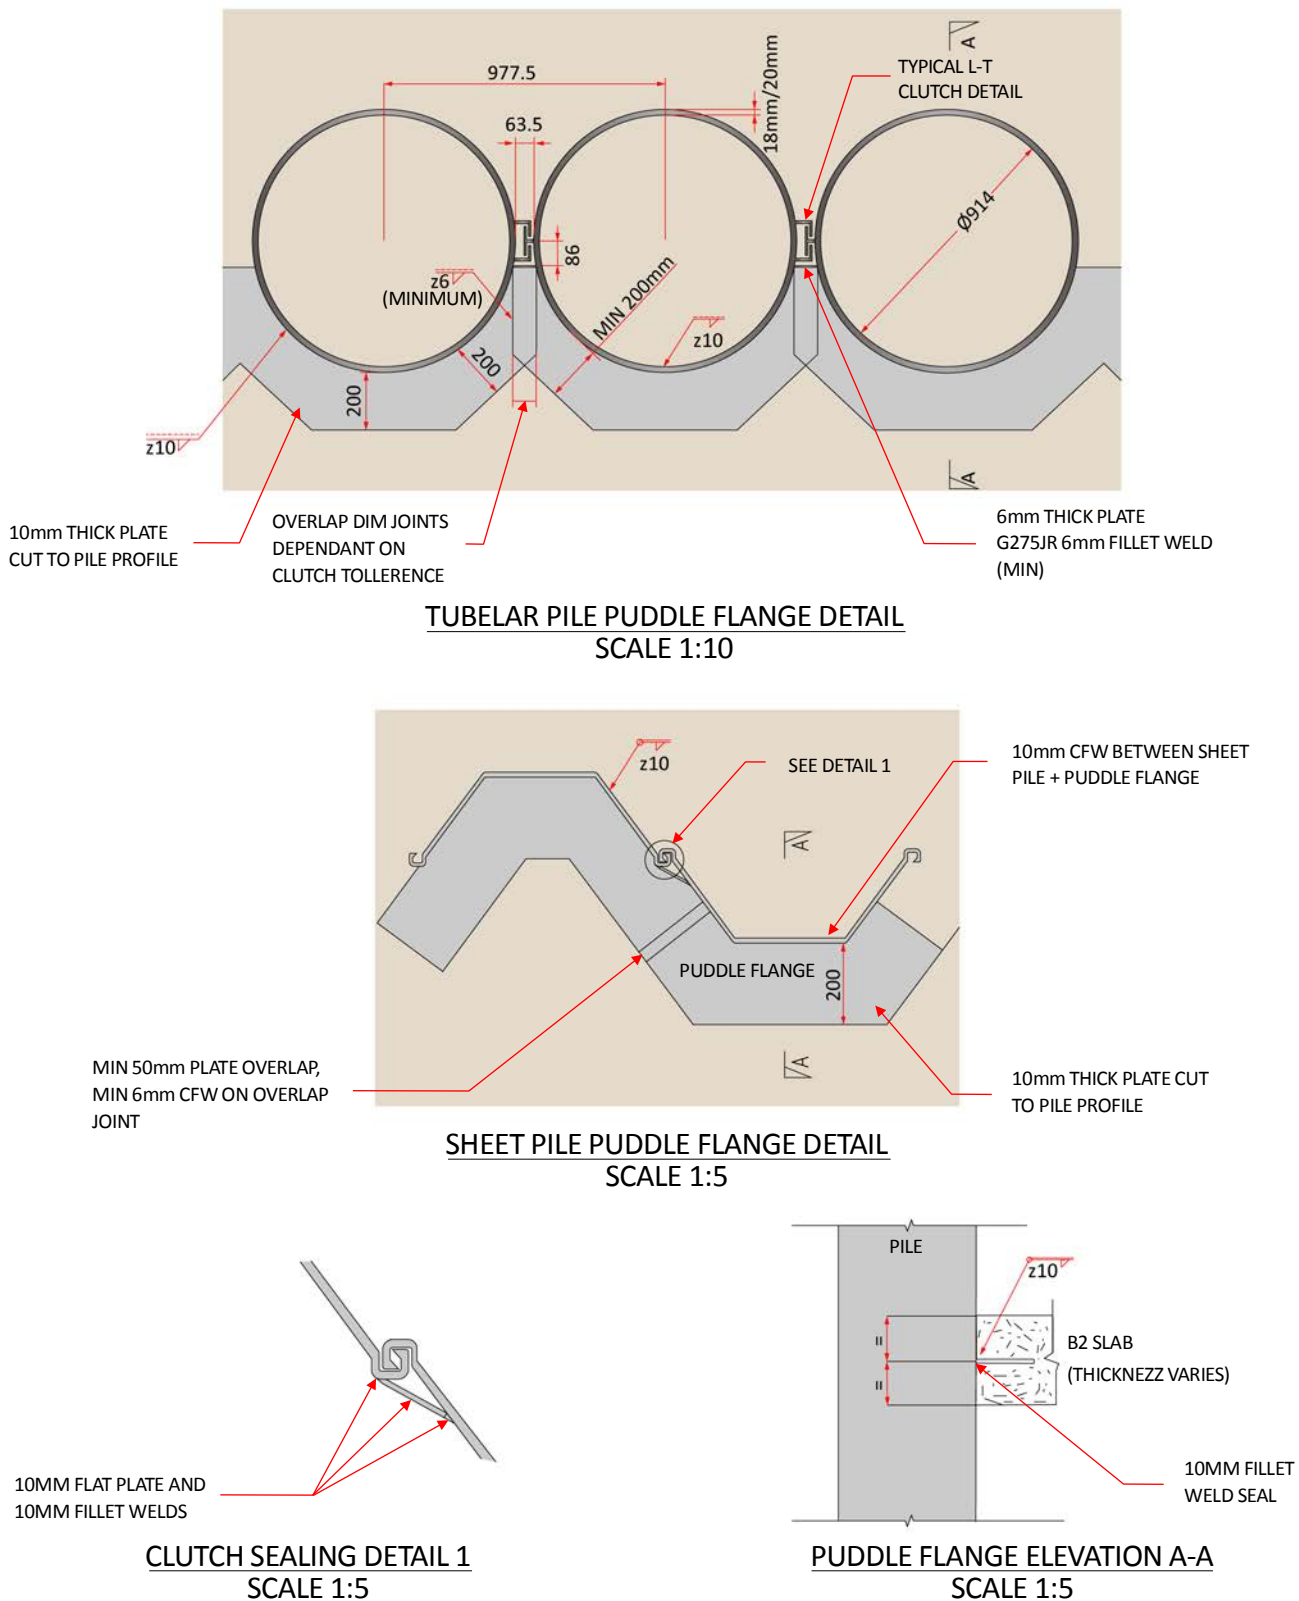 A
TYPICAL L-T
CLUTCH DETAIL
977.5
18mm/20mm
63.5
Ø914
86
z6
(MINIMUM)
MIN 200mm
z10
200
200
z10
A
10mm THICK PLATE
CUT TO PILE PROFILE
OVERLAP DIM JOINTS
DEPENDANT ON
CLUTCH TOLLERENCE
6mm THICK PLATE
G275JR 6mm FILLET WELD
(MIN)
TUBELAR PILE PUDDLE FLANGE DETAIL
SCALE 1:10
z10
SEE DETAIL 1
10mm CFW BETWEEN SHEET
PILE + PUDDLE FLANGE
A
PUDDLE FLANGE
200
A
MIN 50mm PLATE OVERLAP,
MIN 6mm CFW ON OVERLAP
JOINT
10mm THICK PLATE CUT
TO PILE PROFILE
SHEET PILE PUDDLE FLANGE DETAIL
SCALE 1:5
PILE
z10
=
=
B2 SLAB
(THICKNEZZ VARIES)
10MM FLAT PLATE AND
10MM FILLET WELDS
10MM FILLET
WELD SEAL
CLUTCH SEALING DETAIL 1
SCALE 1:5
PUDDLE FLANGE ELEVATION A-A
SCALE 1:5